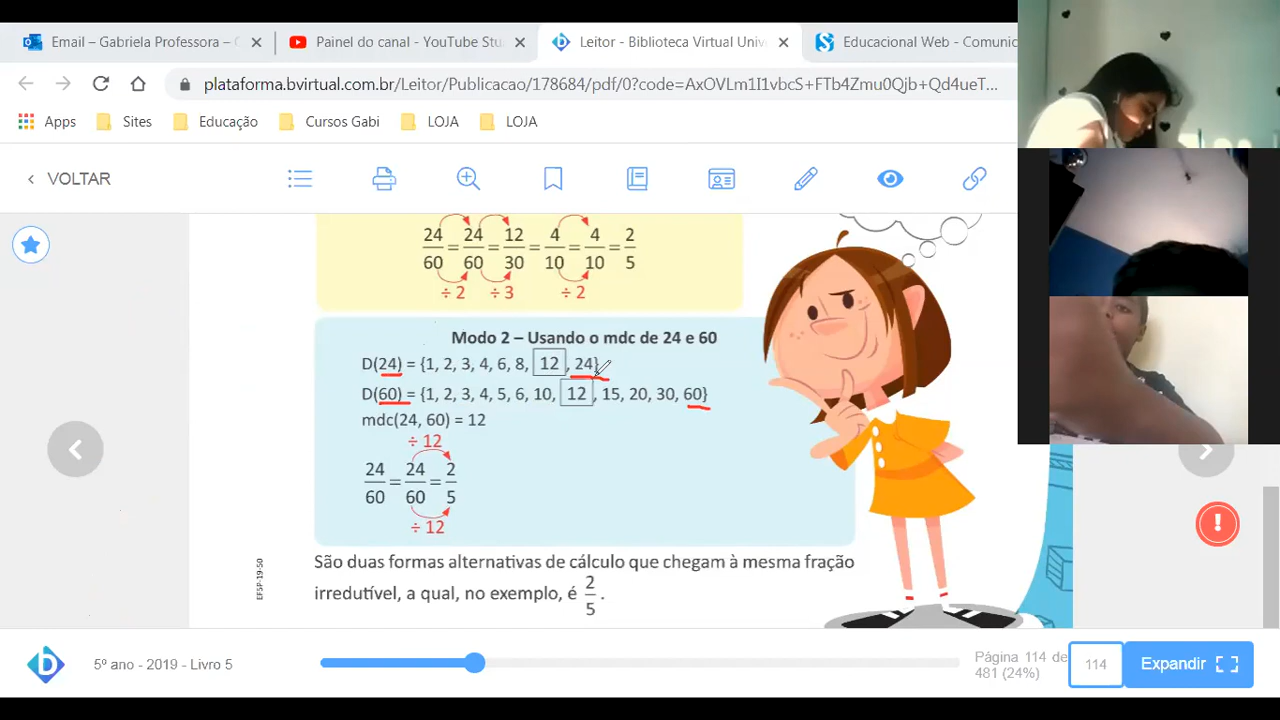 Email – Gabriela Professora – C
Painel do canal - YouTube Stu
Leitor - Biblioteca Virtual Univ
Educacional Web - Comunic
plataforma.bvirtual.com.br/Leitor/Publicacao/178684/pdf/0?code=AxOVLm1I1vbcS+FTb4Zmu0Qjb+Qd4ueT...
Apps Sites Educação Cursos Gabi LOJA LOJA
VOLTAR
24/60 = 24/60 = 12/30 = 4/10 = 4/10 = 2/5
÷ 2 ÷ 3 ÷ 2
Modo 2 – Usando o mdc de 24 e 60
D(24) = {1, 2, 3, 4, 6, 8, 12, 24}
D(60) = {1, 2, 3, 4, 5, 6, 10, 12, 15, 20, 30, 60}
mdc(24, 60) = 12
÷ 12
24/60 = 24/60 = 2/5
÷ 12
São duas formas alternativas de cálculo que chegam à mesma fração
irredutível, a qual, no exemplo, é 2/5 .
EF5P-19-50
5º ano - 2019 - Livro 5
Página 114 de
481 (24%)
114
Expandir